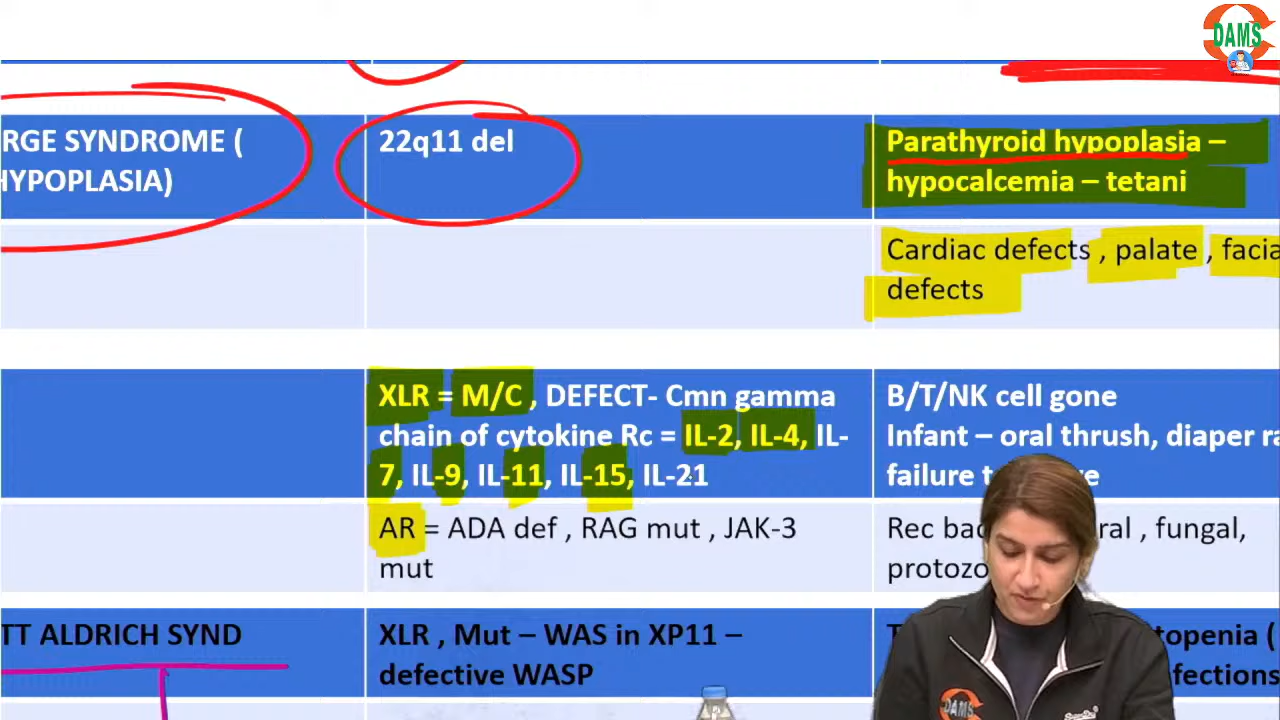 DAMS
RGE SYNDROME (
HYPOPLASIA)
22q11 del
Parathyroid hypoplasia –
hypocalcemia – tetani
Cardiac defects , palate , facia
defects
XLR = M/C , DEFECT- Cmn gamma
chain of cytokine Rc = IL-2, IL-4, IL-
7, IL-9, IL-11, IL-15, IL-21
B/T/NK cell gone
Infant – oral thrush, diaper ra
failure
AR = ADA def , RAG mut , JAK-3
mut
Rec ral , fungal,
protozo
TT ALDRICH SYND
XLR , Mut – WAS in XP11 –
defective WASP
topenia (
fections
DAMS